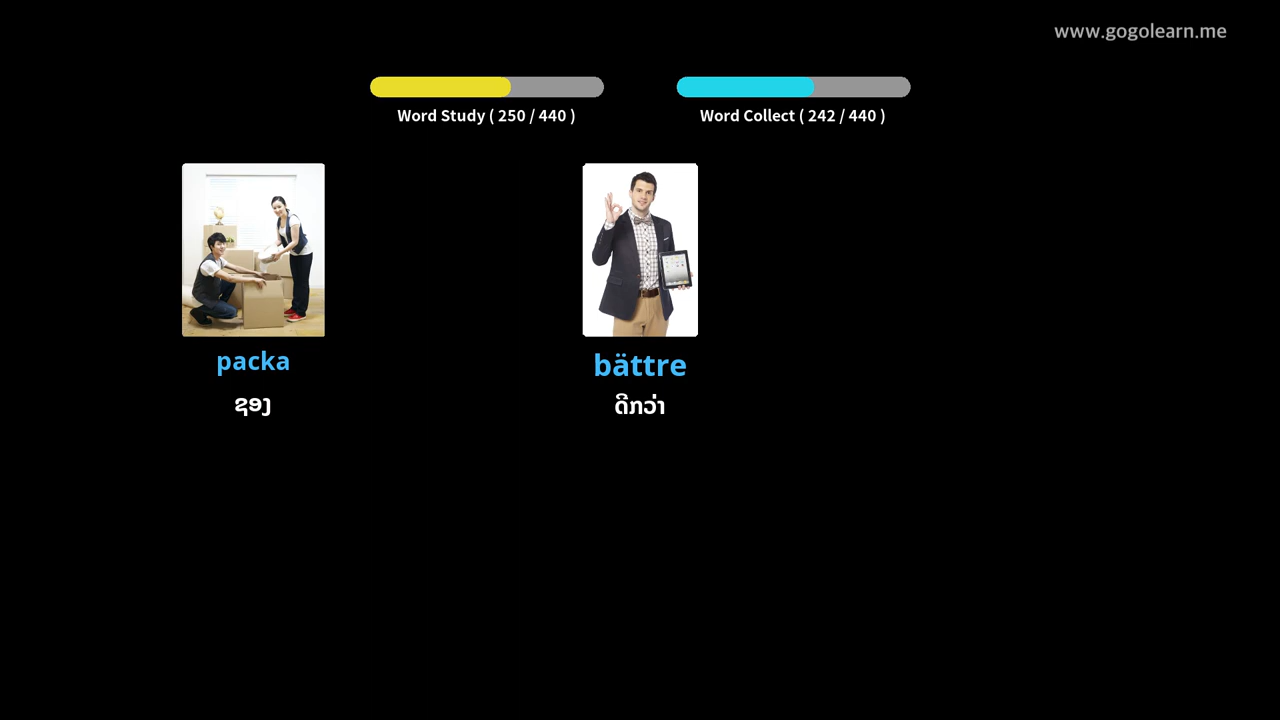 www.gogolearn.me
Word Study ( 250 / 440 )
Word Collect ( 242 / 440 )
packa
ຊອງ
bättre
ດີກວ່າ